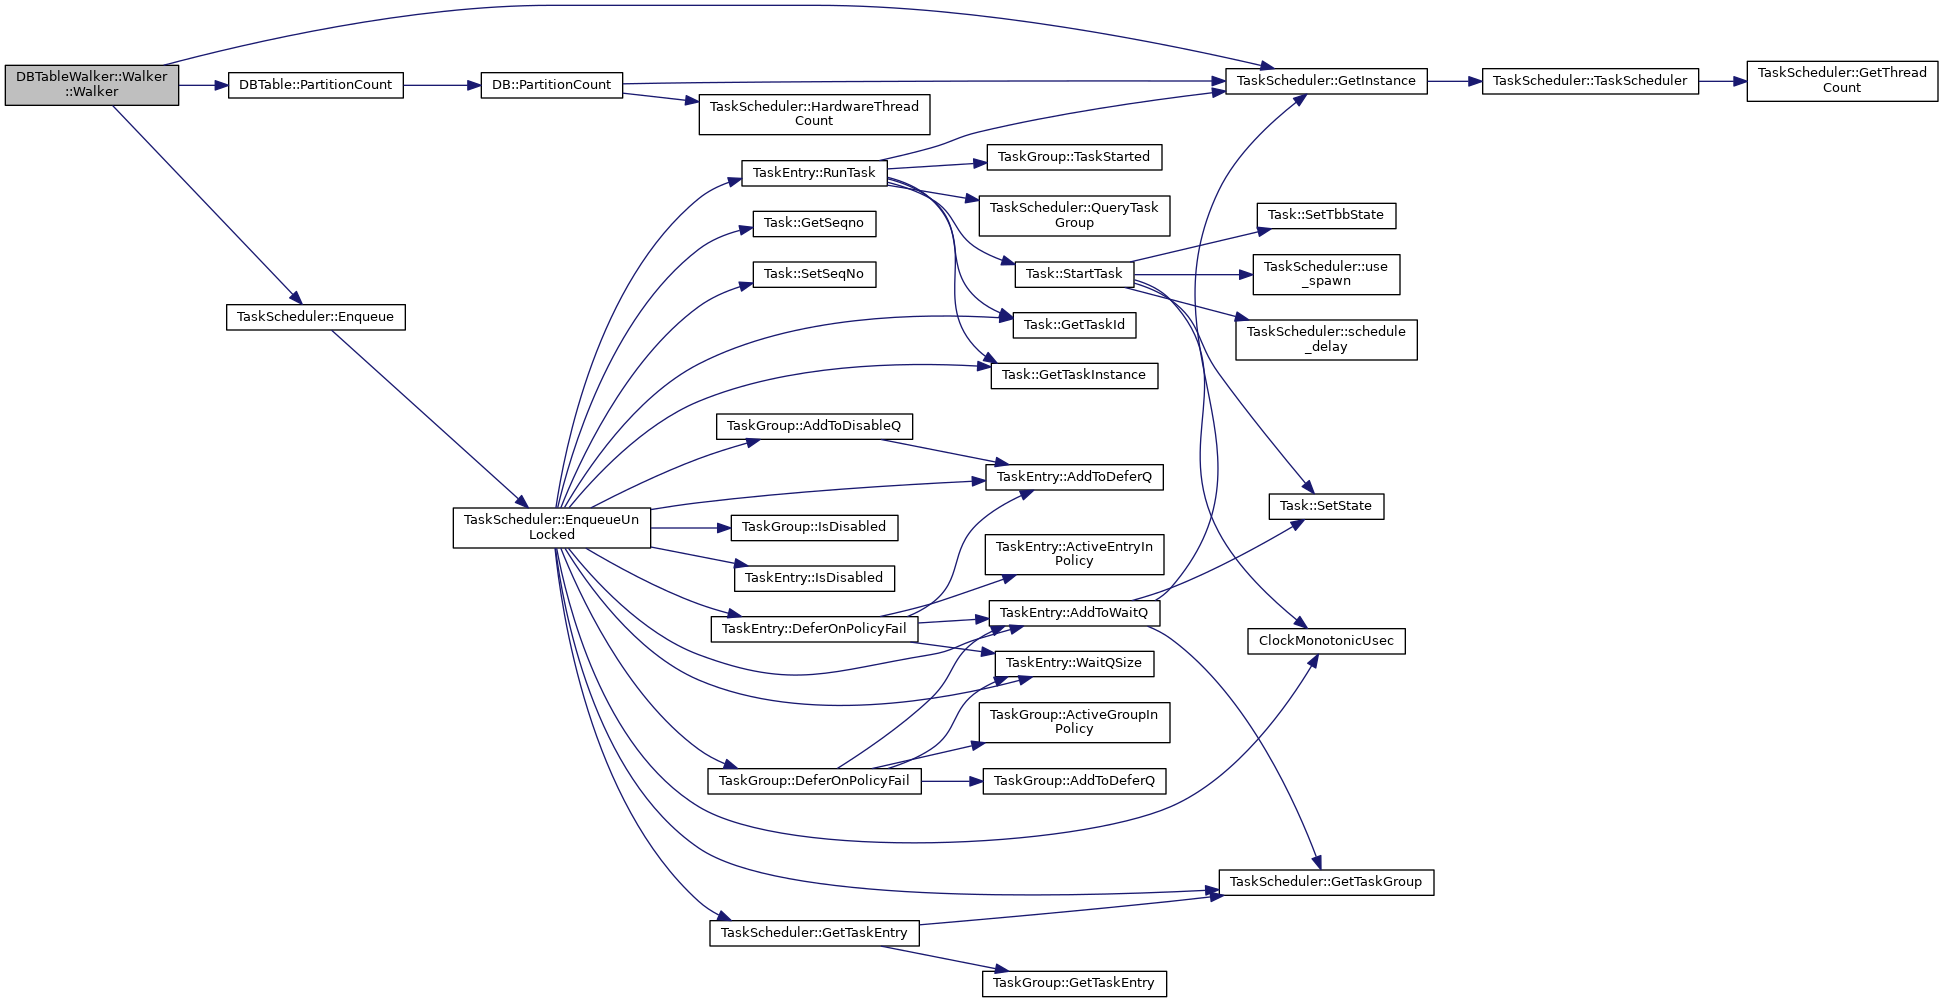 DBTableWalker::Walker
::Walker
DBTable::PartitionCount
DB::PartitionCount
TaskScheduler::GetInstance
TaskScheduler::TaskScheduler
TaskScheduler::GetThread
Count
TaskScheduler::HardwareThread
Count
TaskScheduler::Enqueue
TaskScheduler::EnqueueUn
Locked
TaskEntry::RunTask
Task::GetSeqno
Task::SetSeqNo
TaskGroup::TaskStarted
TaskScheduler::QueryTask
Group
Task::StartTask
Task::GetTaskId
Task::GetTaskInstance
Task::SetTbbState
TaskScheduler::use
_spawn
TaskScheduler::schedule
_delay
TaskGroup::AddToDisableQ
TaskEntry::AddToDeferQ
TaskGroup::IsDisabled
TaskEntry::IsDisabled
TaskEntry::ActiveEntryIn
Policy
Task::SetState
TaskEntry::DeferOnPolicyFail
TaskEntry::AddToWaitQ
TaskEntry::WaitQSize
ClockMonotonicUsec
TaskGroup::ActiveGroupIn
Policy
TaskGroup::DeferOnPolicyFail
TaskGroup::AddToDeferQ
TaskScheduler::GetTaskGroup
TaskScheduler::GetTaskEntry
TaskGroup::GetTaskEntry